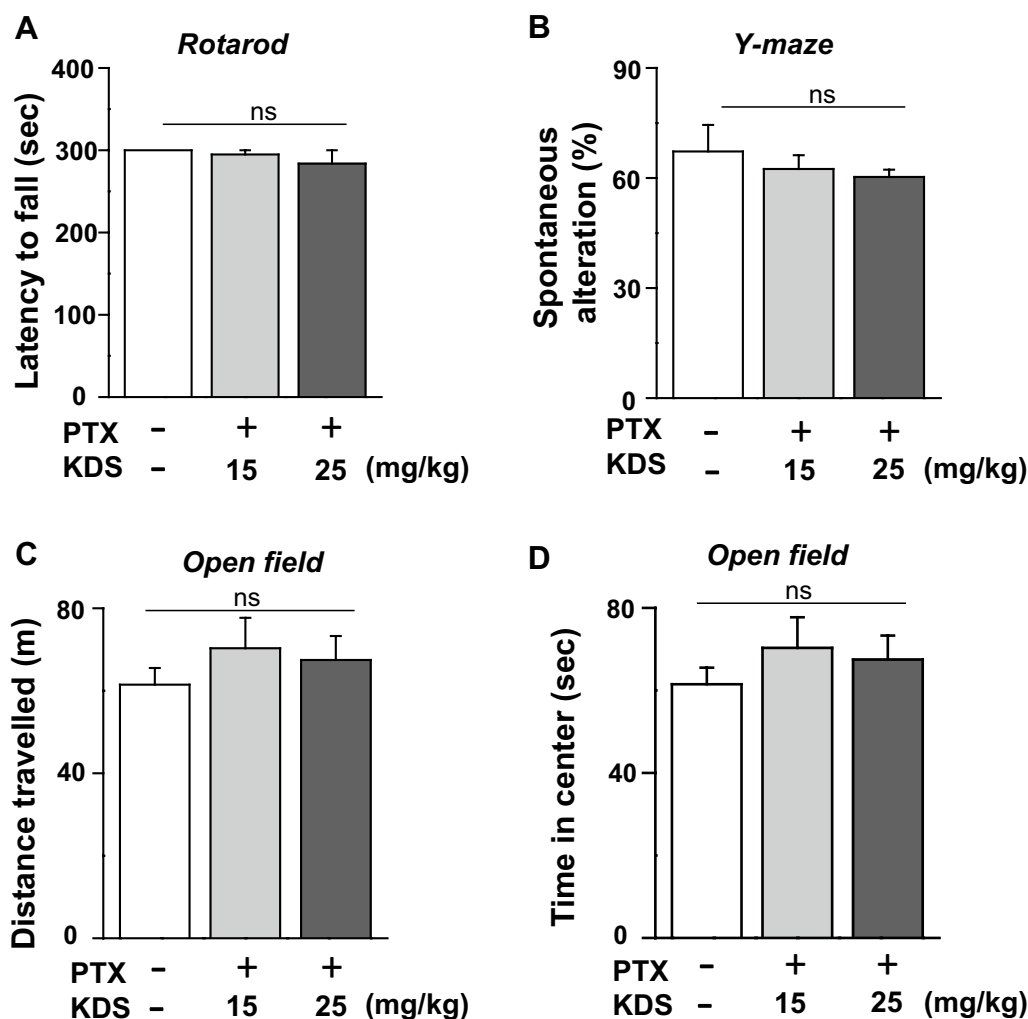 A
Rotarod
Latency to fall (sec)
400
300
200
100
0
ns
PTX - + +
KDS - 15 25 (mg/kg)
B
Y-maze
Spontaneous
alteration (%)
90
60
30
0
ns
PTX - + +
KDS - 15 25 (mg/kg)
C
Open field
Distance travelled (m)
80
40
0
ns
PTX - + +
KDS - 15 25 (mg/kg)
D
Open field
Time in center (sec)
80
40
0
ns
PTX - + +
KDS - 15 25 (mg/kg)